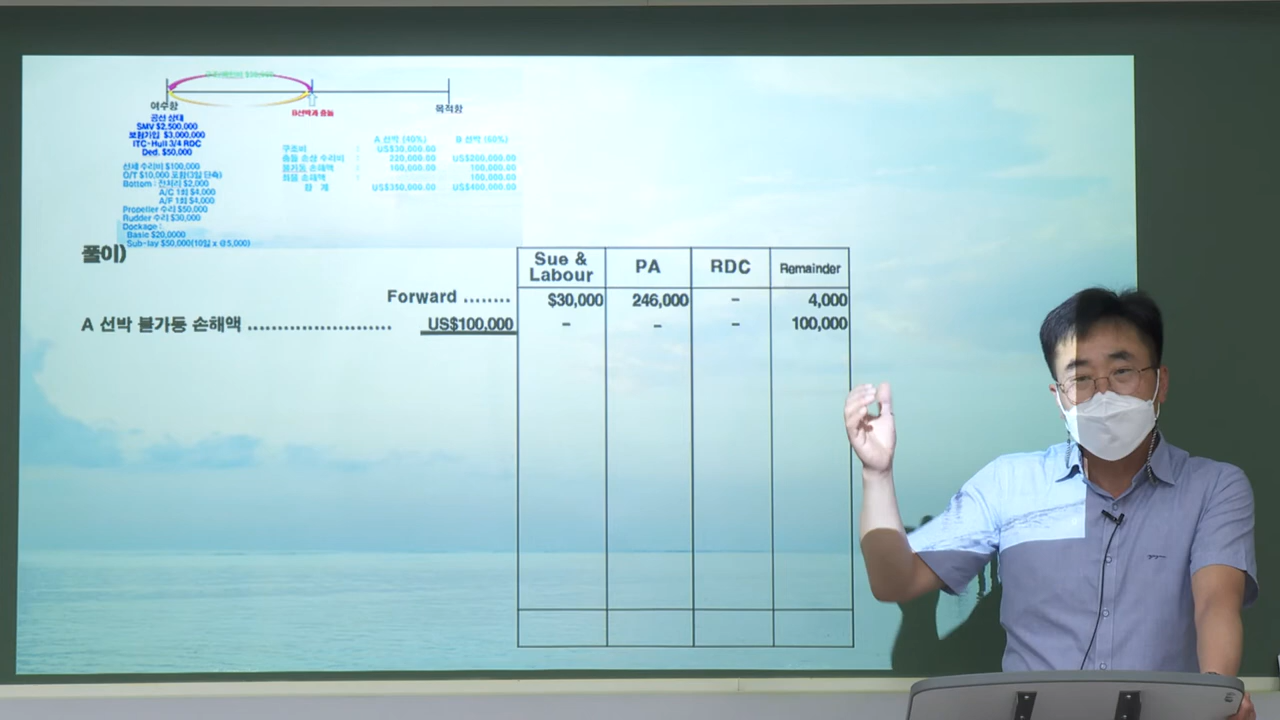 구조예인비 $30,000
여수항
B선박과 충돌
목적항
공선 상태
SMV $2,500,000
보험가입 $3,000,000
ITC-Hull 3/4 RDC
Ded. $50,000
선체 수리비 $100,000
O/T $10,000 포함(3일 단축)
Bottom : 전처리 $2,000
A/C 1회 $4,000
A/F 1회 $4,000
Propeller 수리 $50,000
Rudder 수리 $30,000
Dockage :
Basic $20,0000
Sub-lay $50,000(10일 x @5,000)
A 선박 (40%) B 선박 (60%)
구조비 : US$30,000.00
충돌 손상 수리비 : 220,000.00 US$200,000.00
불가동 손해액 : 100,000.00 100,000.00
화물 손해액 : 100,000.00
합 계 US$350,000.00 US$400,000.00
풀이)
Sue & Labour PA RDC Remainder
Forward ........ $30,000 246,000 - 4,000
A 선박 불가동 손해액 ........................ US$100,000 - - - 100,000